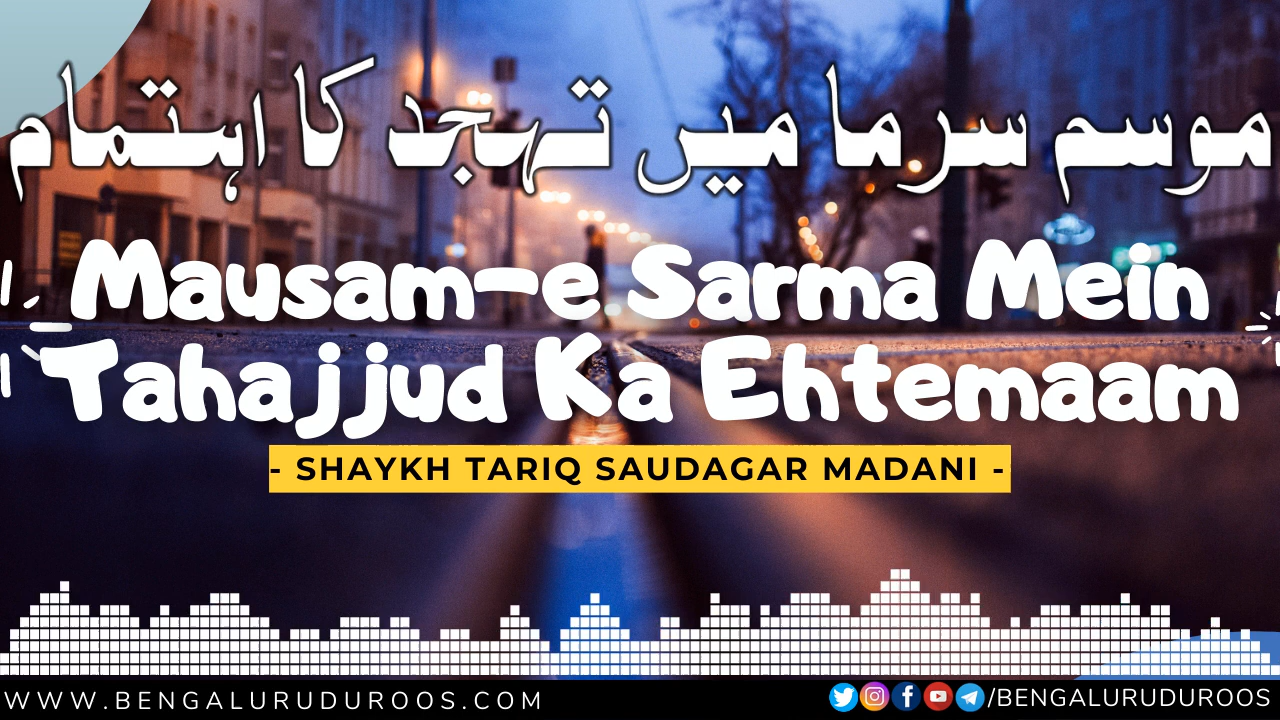 موسم سرما میں تہجد کا اہتمام
Mausam-e Sarma Mein
Tahajjud Ka Ehtemaam
- SHAYKH TARIQ SAUDAGAR MADANI -
WWW.BENGALURUDUROOS.COM
/BENGALURUDUROOS